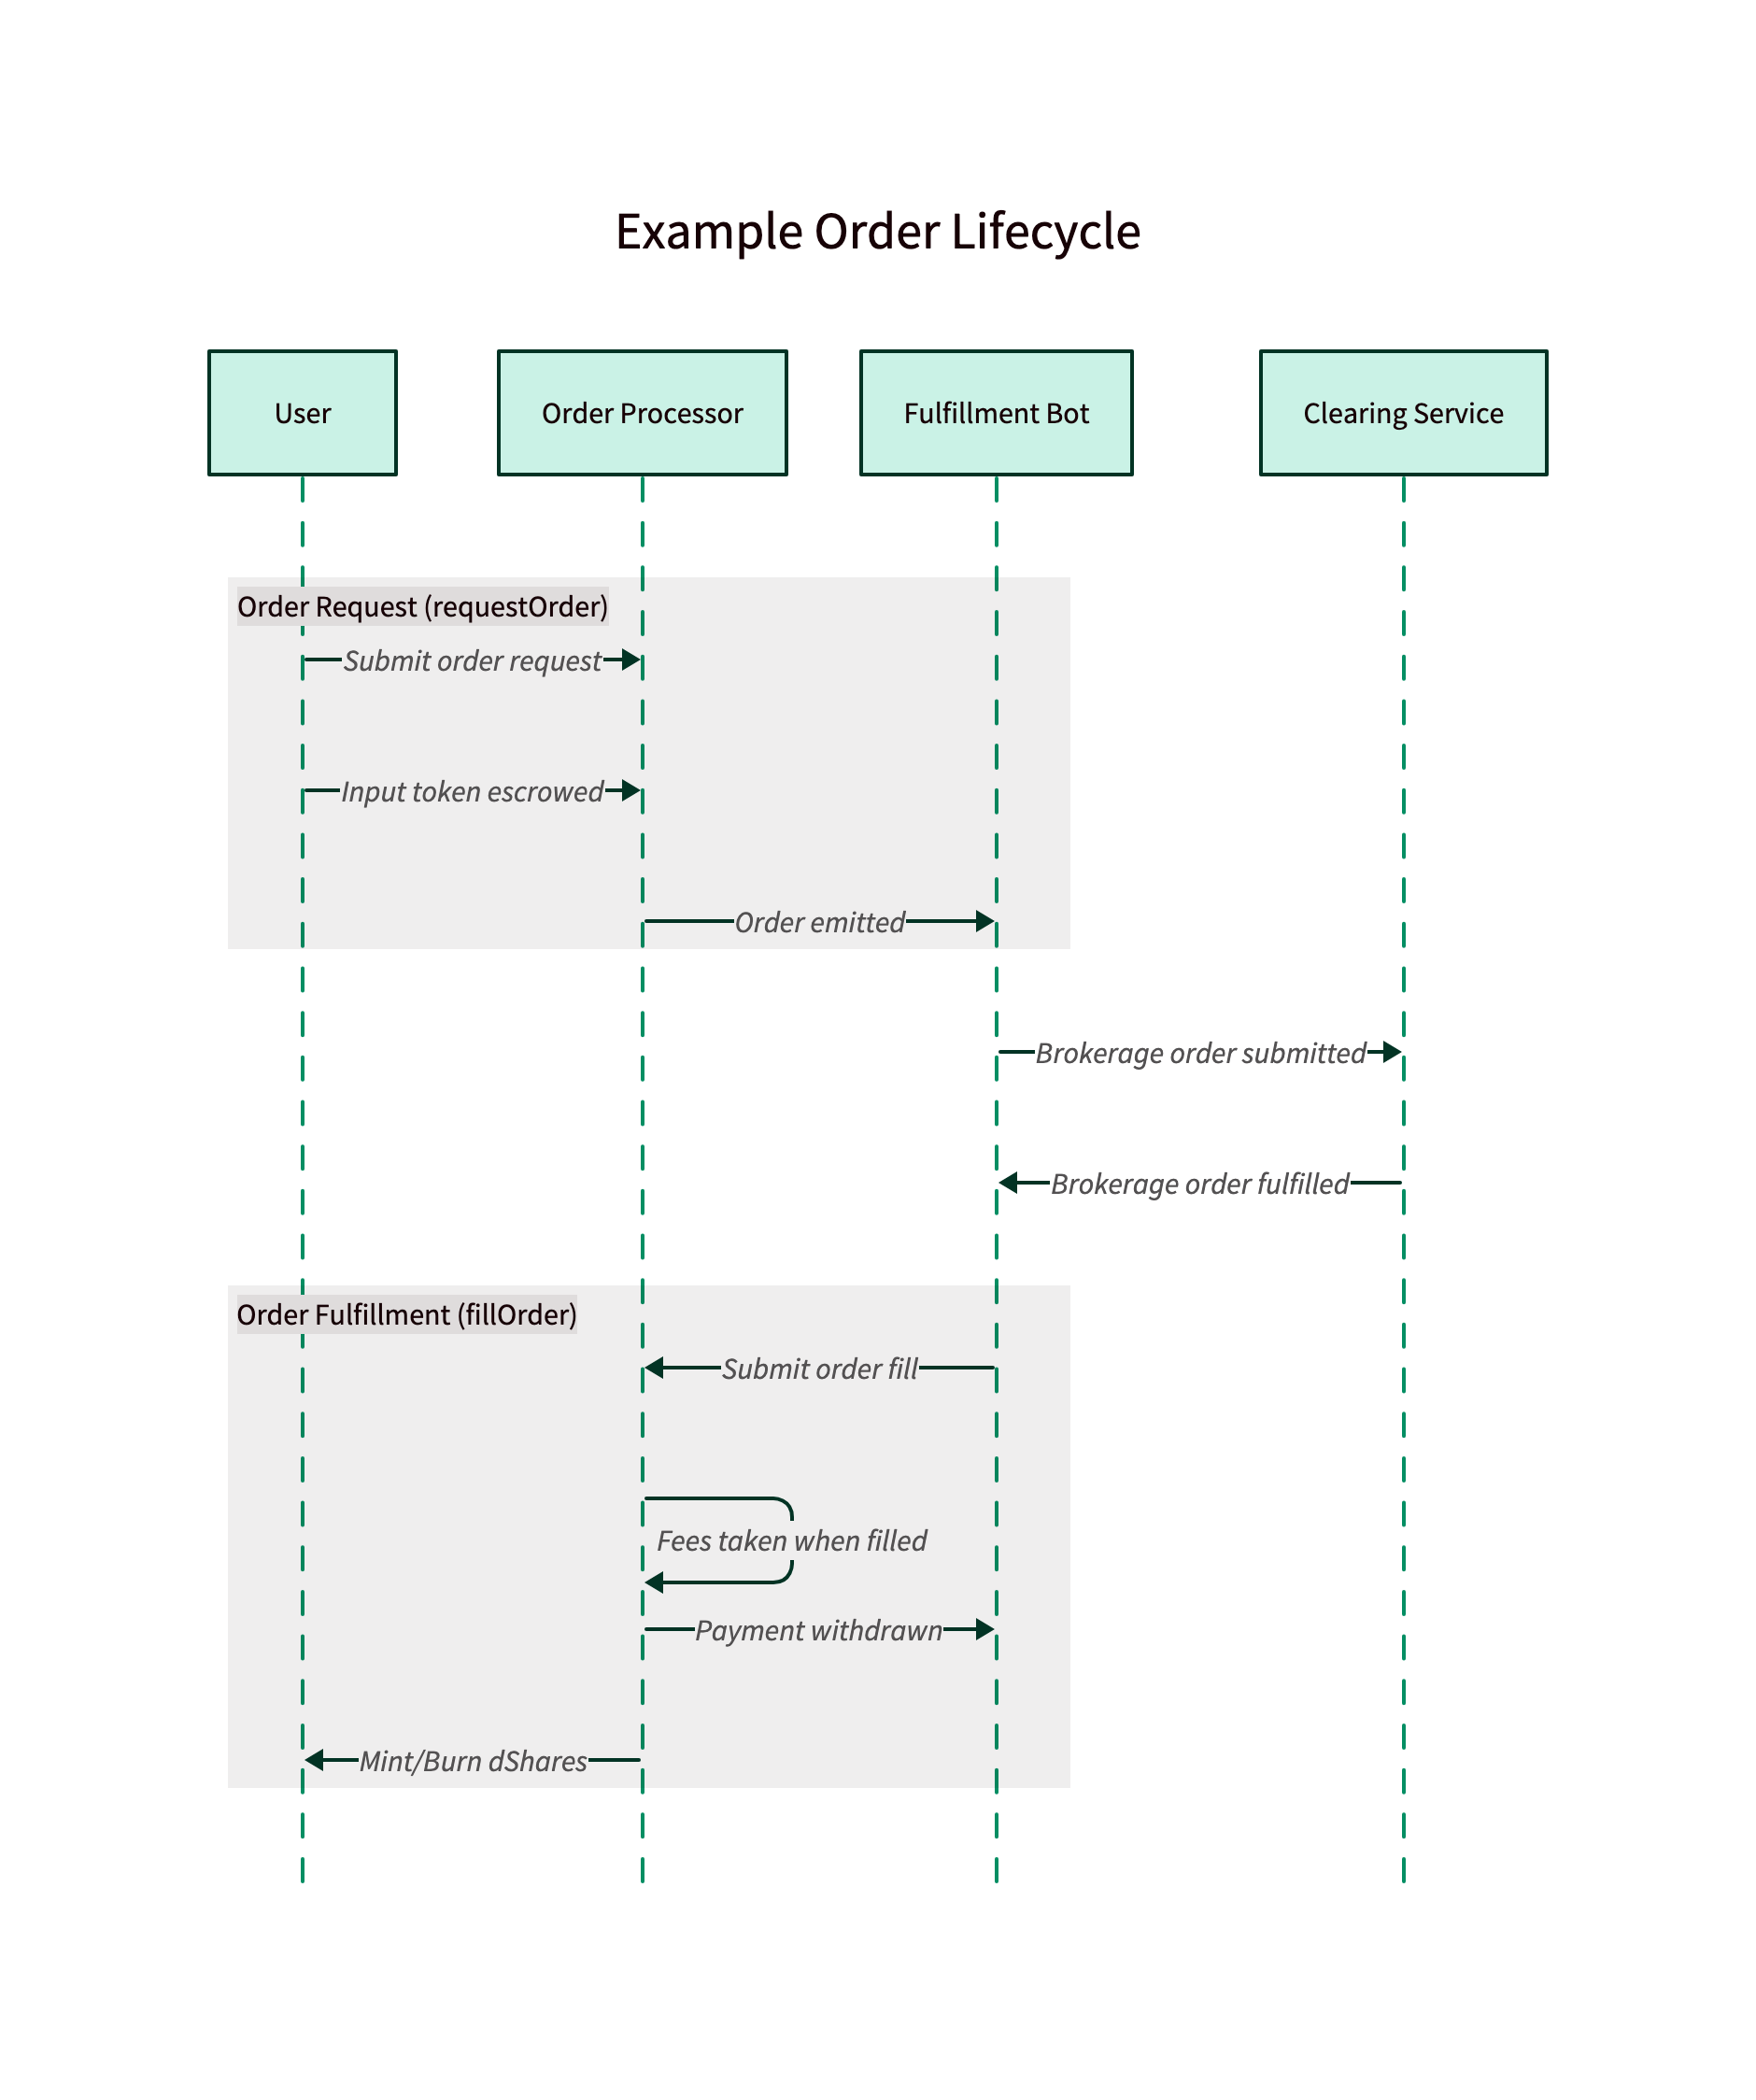 Example Order Lifecycle
User
Order Processor
Fulfillment Bot
Clearing Service
Order Request (requestOrder)
Submit order request
Input token escrowed
Order emitted
Brokerage order submitted
Brokerage order fulfilled
Order Fulfillment (fillOrder)
Submit order fill
Fees taken when filled
Payment withdrawn
Mint/Burn dShares